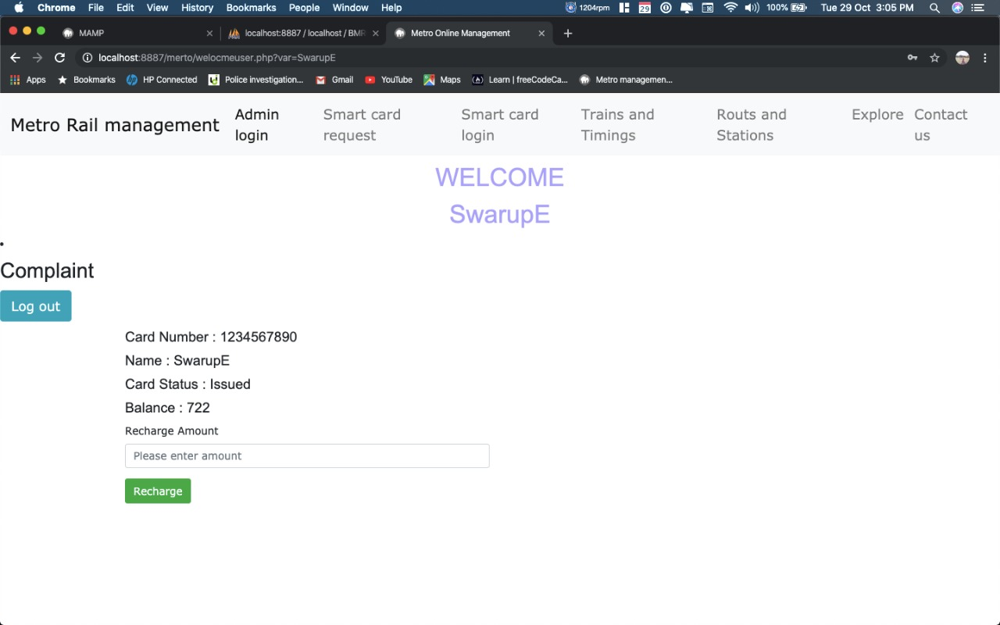 Chrome File Edit View History Bookmarks People Window Help 1204rpm 29 100% Tue 29 Oct 3:05 PM
MAMP localhost:8887 / localhost / BMR Metro Online Management
localhost:8887/merto/welocmeuser.php?var=SwarupE
Apps Bookmarks HP Connected Police investigation... Gmail YouTube Maps Learn | freeCodeCa... Metro managemen...
Metro Rail management
Admin
login
Smart card
request
Smart card
login
Trains and
Timings
Routs and
Stations
Explore
Contact
us
WELCOME
SwarupE
Complaint
Log out
Card Number : 1234567890
Name : SwarupE
Card Status : Issued
Balance : 722
Recharge Amount
Please enter amount
Recharge